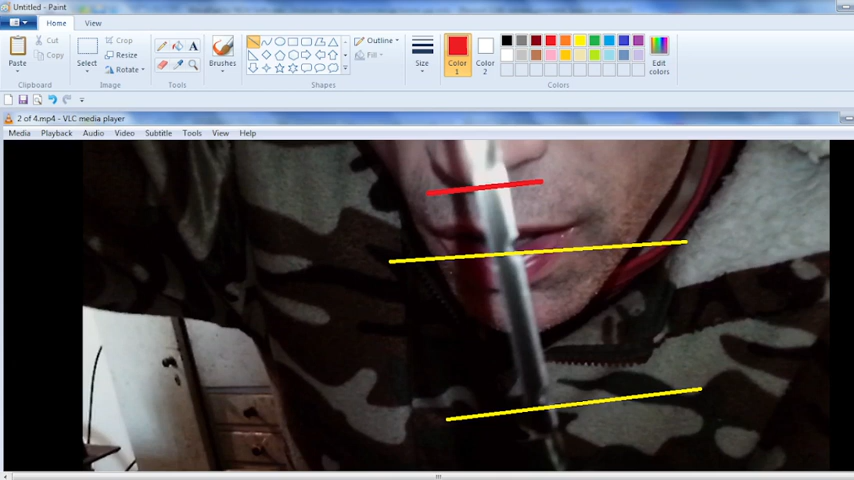 Untitled - Paint
Home View
Cut
Copy
Paste
Clipboard
Crop
Resize
Rotate
Select
Image
A
Tools
Brushes
Outline
Fill
Shapes
Size
Color 1
Color 2
Edit colors
Colors
2 of 4.mp4 - VLC media player
Media Playback Audio Video Subtitle Tools View Help